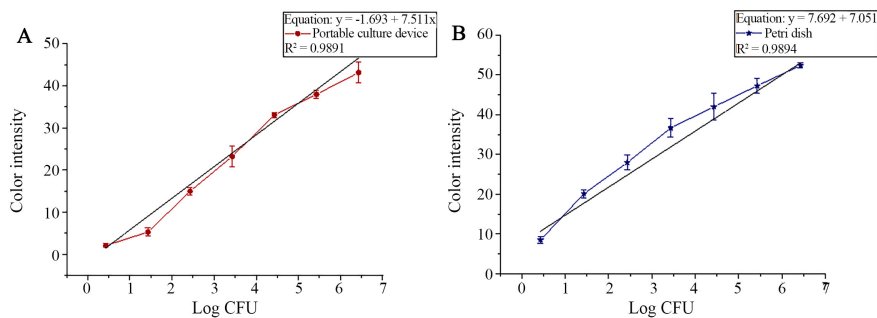 A
Equation: y = -1.693 + 7.511x
Portable culture device
R² = 0.9891
50
40
30
20
10
0
Color intensity
0 1 2 3 4 5 6 7
Log CFU
B
Equation: y = 7.692 + 7.051
Petri dish
R² = 0.9894
60
50
40
30
20
10
0
Color intensity
0 1 2 3 4 5 6 7
Log CFU